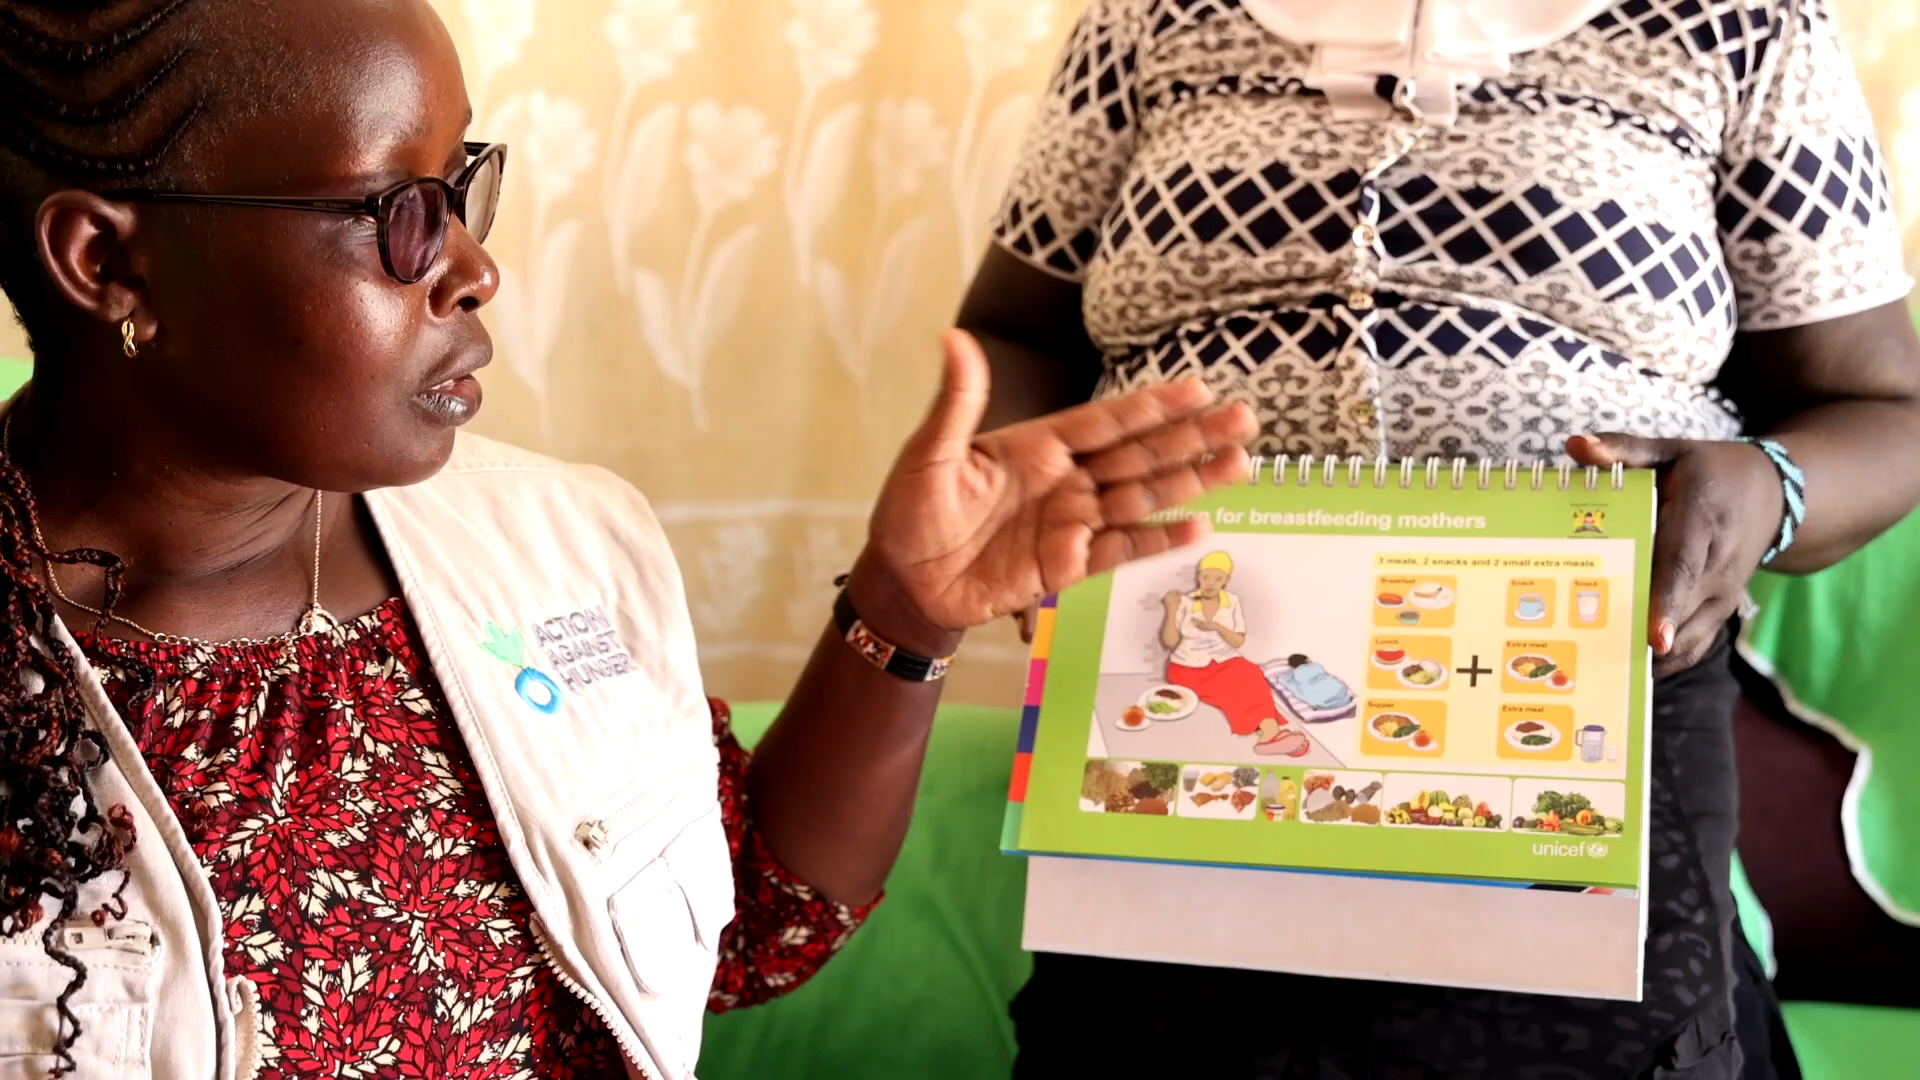 ACTION
AGAINST
HUNGER
trition for breastfeeding mothers
3 meals, 2 snacks and 2 small extra meals
Breakfast
Snack
Snack
Lunch
Extra meal
Supper
Extra meal
unicef